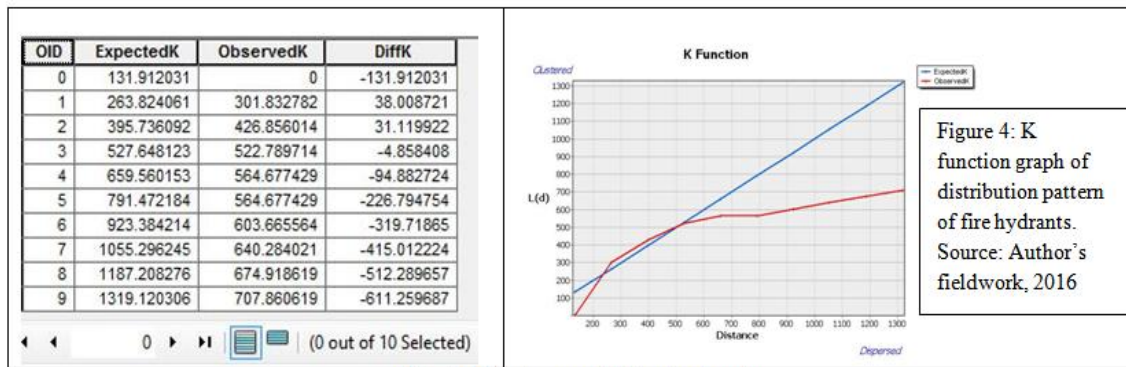 OID ExpectedK ObservedK DiffK
0 131.912031 0 -131.912031
1 263.824061 301.832782 38.008721
2 395.736092 426.856014 31.119922
3 527.648123 522.789714 -4.858408
4 659.560153 564.677429 -94.882724
5 791.472184 564.677429 -226.794754
6 923.384214 603.665564 -319.71865
7 1055.296245 640.284021 -415.012224
8 1187.208276 674.918619 -512.289657
9 1319.120306 707.860619 -611.259687
0 (0 out of 10 Selected)
K Function
Clustered
ExpectedK
ObservedK
1300
1200
1100
1000
900
800
700
600
500
400
300
200
100
L(d)
200 300 400 500 600 700 800 900 1000 1100 1200 1300
Distance
Dispersed
Figure 4: K
function graph of
distribution pattern
of fire hydrants.
Source: Author’s
fieldwork, 2016